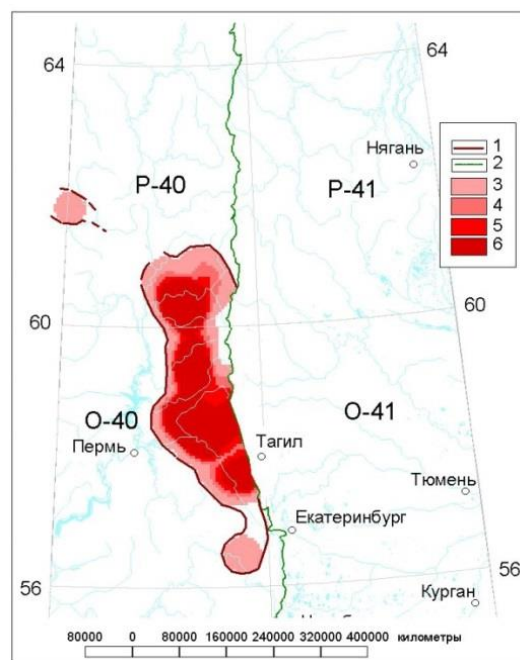 64
64
Нягань
P-40
P-41
1
2
3
4
5
6
60
60
O-40
O-41
Пермь
Тагил
Тюмень
Екатеринбург
56
56
Курган
80000 0 80000 160000 240000 320000 400000 километры